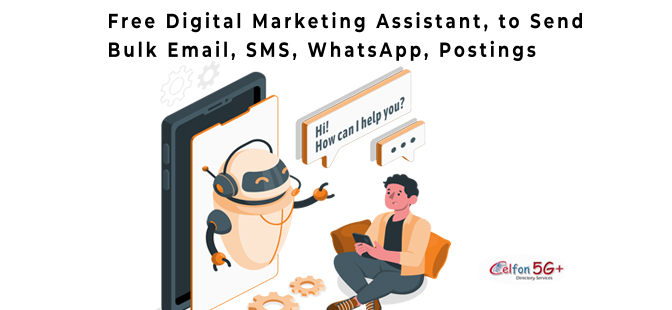 Free Digital Marketing Assistant, to Send
Bulk Email, SMS, WhatsApp, Postings
Hi!
How can I help you?
Celfon 5G+
Directory Services